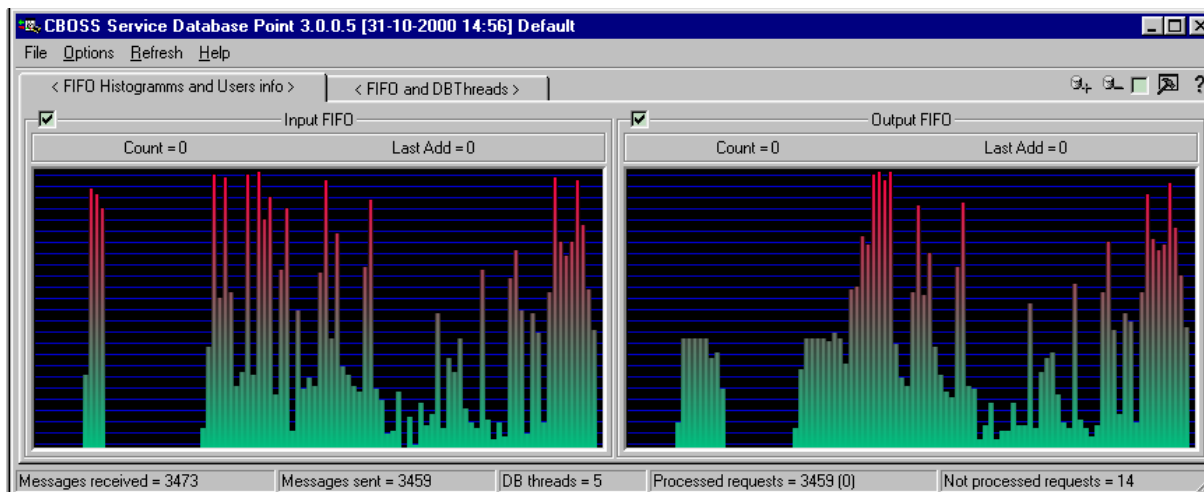 CBOSS Service Database Point 3.0.0.5 [31-10-2000 14:56] Default
File Options Refresh Help
< FIFO Histogramms and Users info > < FIFO and DBThreads > ?
Input FIFO Output FIFO
Count = 0 Last Add = 0 Count = 0 Last Add = 0
Messages received = 3473 Messages sent = 3459 DB threads = 5 Processed requests = 3459 (0) Not processed requests = 14